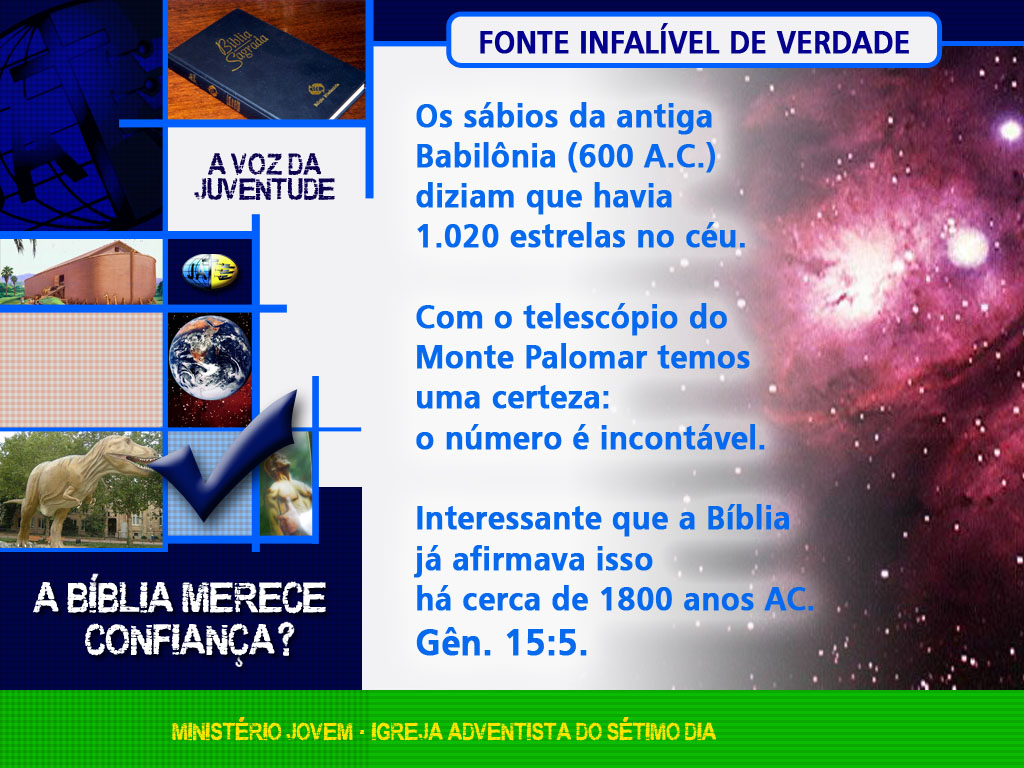 FONTE INFALÍVEL DE VERDADE
Bíblia
Sagrada
A VOZ DA
JUVENTUDE
Os sábios da antiga
Babilônia (600 A.C.)
diziam que havia
1.020 estrelas no céu.
Com o telescópio do
Monte Palomar temos
uma certeza:
o número é incontável.
Interessante que a Bíblia
já afirmava isso
há cerca de 1800 anos AC.
Gên. 15:5.
A BÍBLIA MERECE
CONFIANÇA?
MINISTÉRIO JOVEM - IGREJA ADVENTISTA DO SÉTIMO DIA